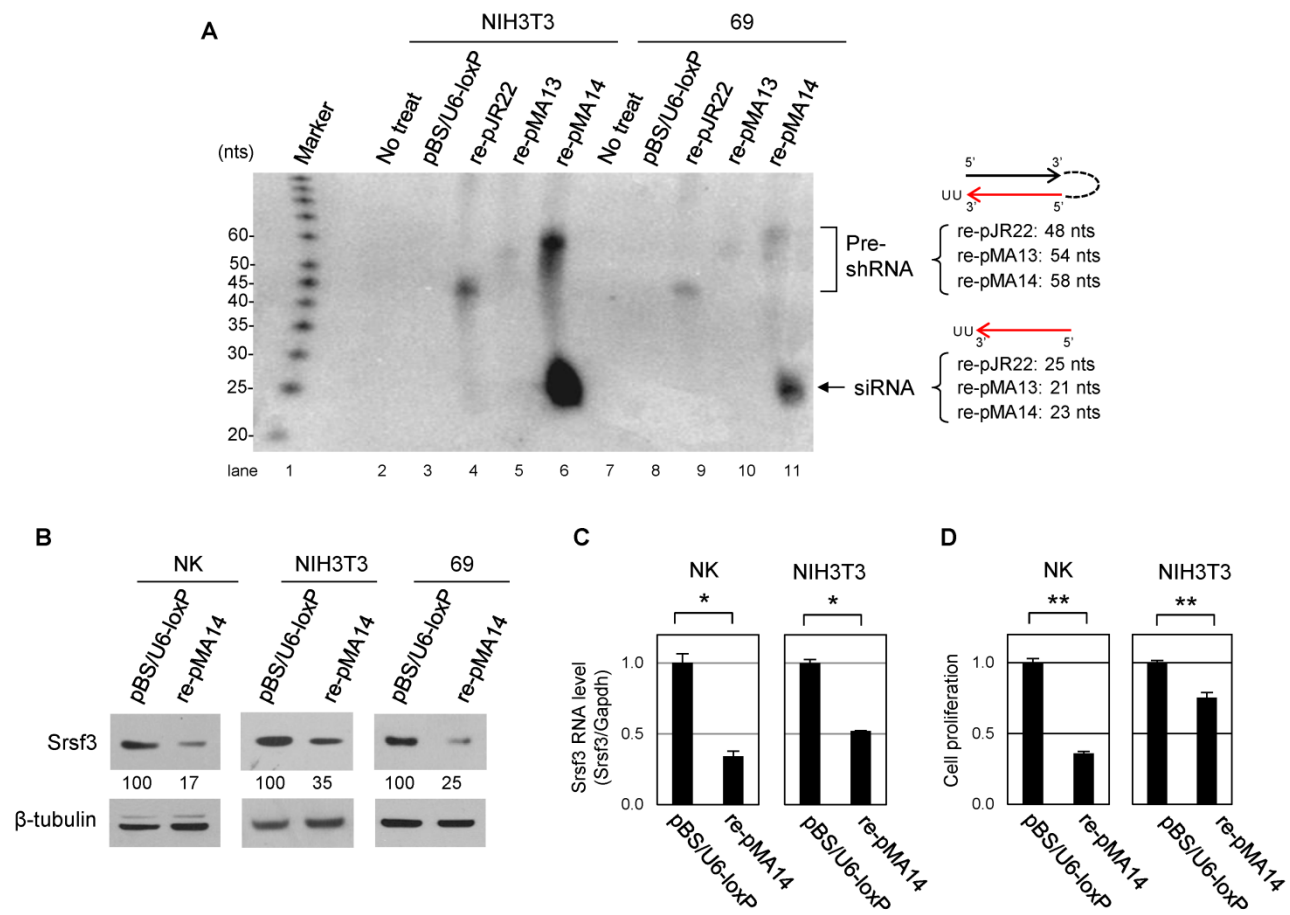 A
NIH3T3
69
(nts)
Marker
No treat
pBS/U6-loxP
re-pJR22
re-pMA13
re-pMA14
No treat
pBS/U6-loxP
re-pJR22
re-pMA13
re-pMA14
60
50
45
40
35
30
25
20
Pre-
shRNA
siRNA
5’ 3’
UU
3’ 5’
re-pJR22: 48 nts
re-pMA13: 54 nts
re-pMA14: 58 nts
UU
3’ 5’
re-pJR22: 25 nts
re-pMA13: 21 nts
re-pMA14: 23 nts
lane 1 2 3 4 5 6 7 8 9 10 11
B
NK
NIH3T3
69
pBS/U6-loxP
re-pMA14
pBS/U6-loxP
re-pMA14
pBS/U6-loxP
re-pMA14
Srsf3
100 17 100 35 100 25
β-tubulin
C
NK
NIH3T3
*
*
Srsf3 RNA level
(Srsf3/Gapdh)
1.0
0.5
0.0
pBS/U6-loxP
re-pMA14
pBS/U6-loxP
re-pMA14
D
NK
NIH3T3
**
**
Cell proliferation
1.0
0.5
0.0
pBS/U6-loxP
re-pMA14
pBS/U6-loxP
re-pMA14